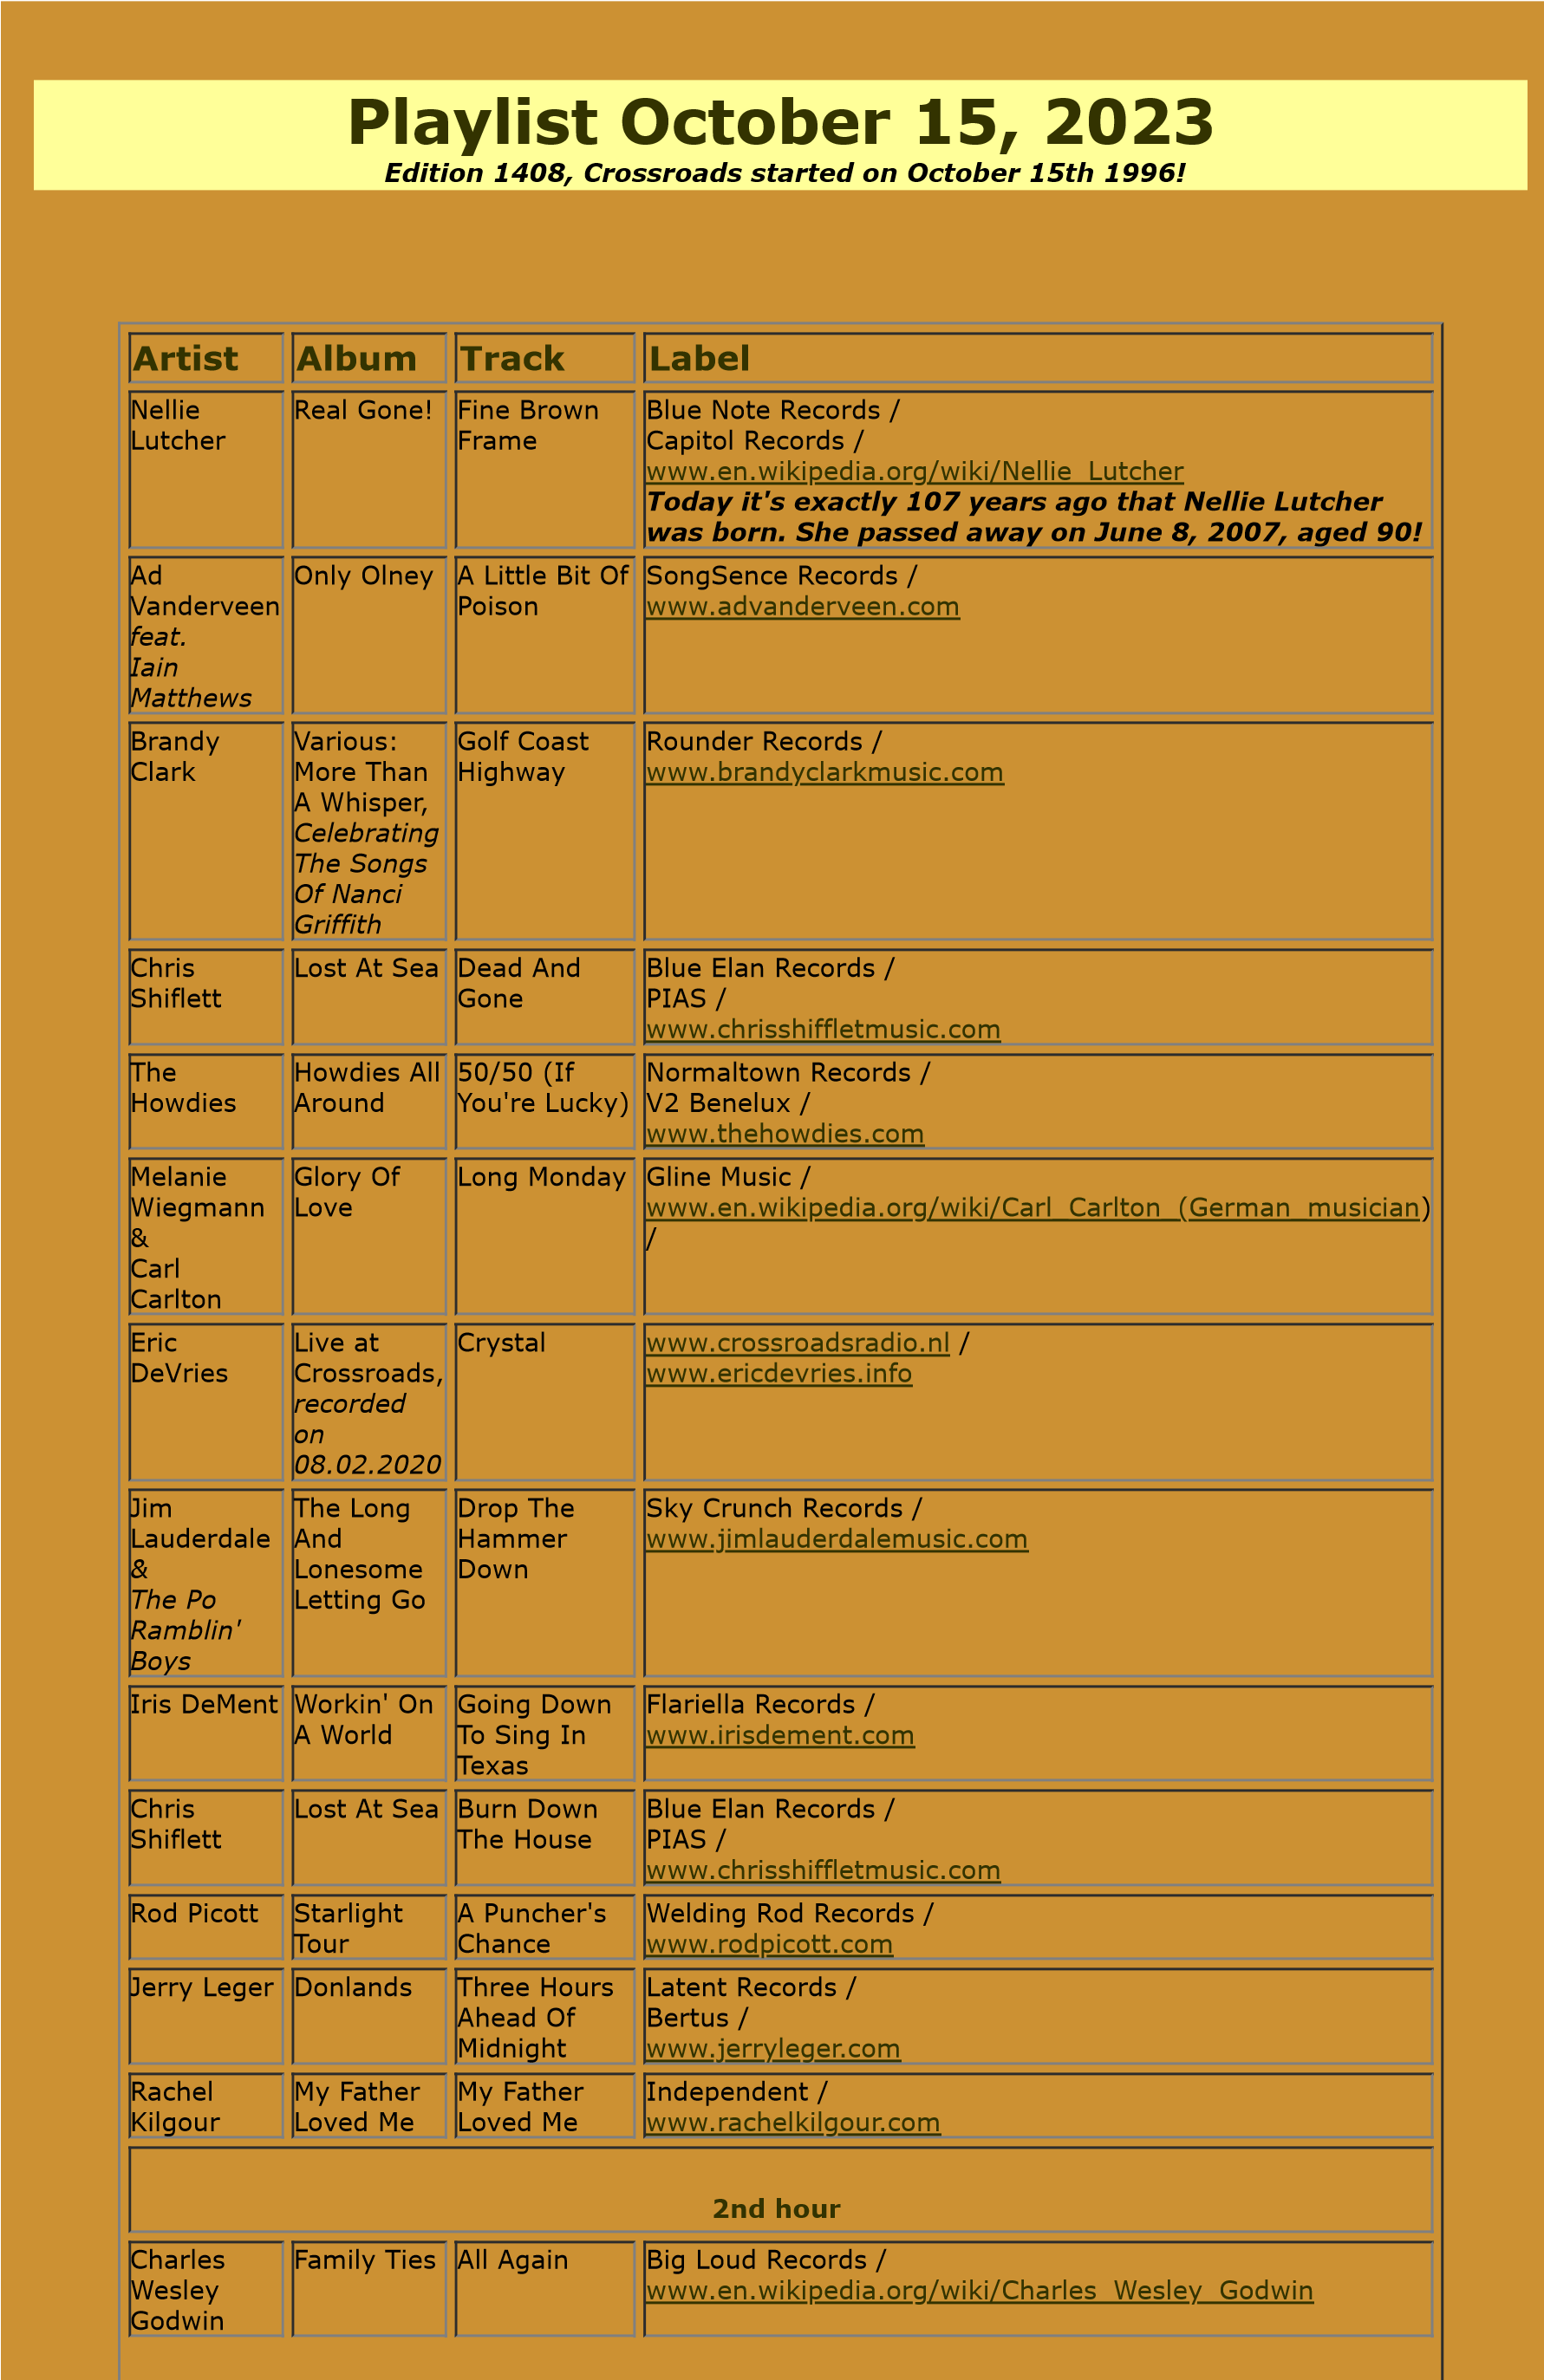 Playlist October 15, 2023
Edition 1408, Crossroads started on October 15th 1996!
Artist
Album
Track
Label
Nellie
Lutcher
Real Gone!
Fine Brown
Frame
Blue Note Records /
Capitol Records /
www.en.wikipedia.org/wiki/Nellie_Lutcher
Today it's exactly 107 years ago that Nellie Lutcher
was born. She passed away on June 8, 2007, aged 90!
Ad
Vanderveen
feat.
Iain
Matthews
Only Olney
A Little Bit Of
Poison
SongSence Records /
www.advanderveen.com
Brandy
Clark
Various:
More Than
A Whisper,
Celebrating
The Songs
Of Nanci
Griffith
Golf Coast
Highway
Rounder Records /
www.brandyclarkmusic.com
Chris
Shiflett
Lost At Sea
Dead And
Gone
Blue Elan Records /
PIAS /
www.chrisshiffletmusic.com
The
Howdies
Howdies All
Around
50/50 (If
You're Lucky)
Normaltown Records /
V2 Benelux /
www.thehowdies.com
Melanie
Wiegmann
&
Carl
Carlton
Glory Of
Love
Long Monday
Gline Music /
www.en.wikipedia.org/wiki/Carl_Carlton_(German_musician)
/
Eric
DeVries
Live at
Crossroads,
recorded
on
08.02.2020
Crystal
www.crossroadsradio.nl /
www.ericdevries.info
Jim
Lauderdale
&
The Po
Ramblin'
Boys
The Long
And
Lonesome
Letting Go
Drop The
Hammer
Down
Sky Crunch Records /
www.jimlauderdalemusic.com
Iris DeMent
Workin' On
A World
Going Down
To Sing In
Texas
Flariella Records /
www.irisdement.com
Chris
Shiflett
Lost At Sea
Burn Down
The House
Blue Elan Records /
PIAS /
www.chrisshiffletmusic.com
Rod Picott
Starlight
Tour
A Puncher's
Chance
Welding Rod Records /
www.rodpicott.com
Jerry Leger
Donlands
Three Hours
Ahead Of
Midnight
Latent Records /
Bertus /
www.jerryleger.com
Rachel
Kilgour
My Father
Loved Me
My Father
Loved Me
Independent /
www.rachelkilgour.com
2nd hour
Charles
Wesley
Godwin
Family Ties
All Again
Big Loud Records /
www.en.wikipedia.org/wiki/Charles_Wesley_Godwin